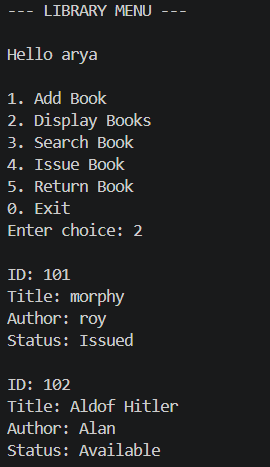 --- LIBRARY MENU ---
Hello arya
1. Add Book
2. Display Books
3. Search Book
4. Issue Book
5. Return Book
0. Exit
Enter choice: 2
ID: 101
Title: morphy
Author: roy
Status: Issued
ID: 102
Title: Aldof Hitler
Author: Alan
Status: Available